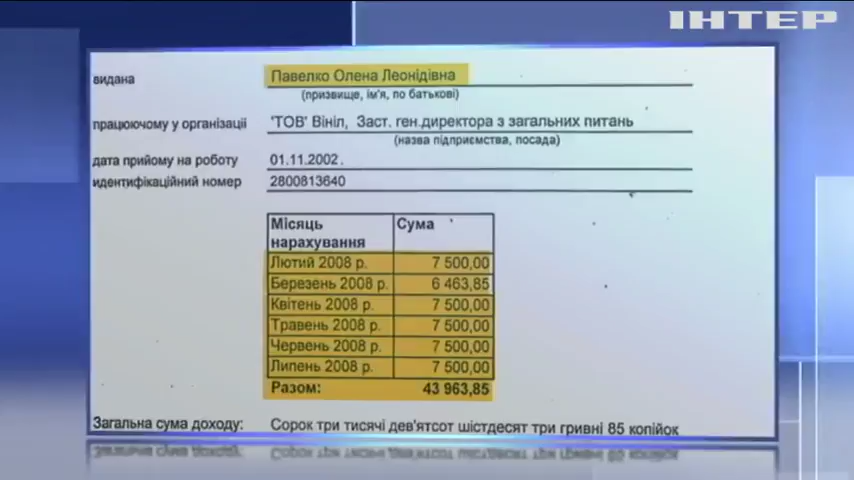 ІНТЕР
видана Павелко Олена Леонідівна
(призвище, ім'я, по батькові)
працюючому у організаіі 'ТОВ' Вініл, Заст. ген.директора з загальних питань
(назва підприємства, посада)
дата прийому на роботу 01.11.2002.
идентифікаційний номер 2800813640
Місяць нарахування Сума
Лютий 2008 р. 7 500,00
Березень 2008 р. 6 463,85
Квітень 2008 р. 7 500,00
Травень 2008 р. 7 500,00
Червень 2008 р. 7 500,00
Липень 2008 р. 7 500,00
Разом: 43 963,85
Загальна сума доходу: Сорок три тисячі дев'ятсот шістдесят три гривні 85 копійок